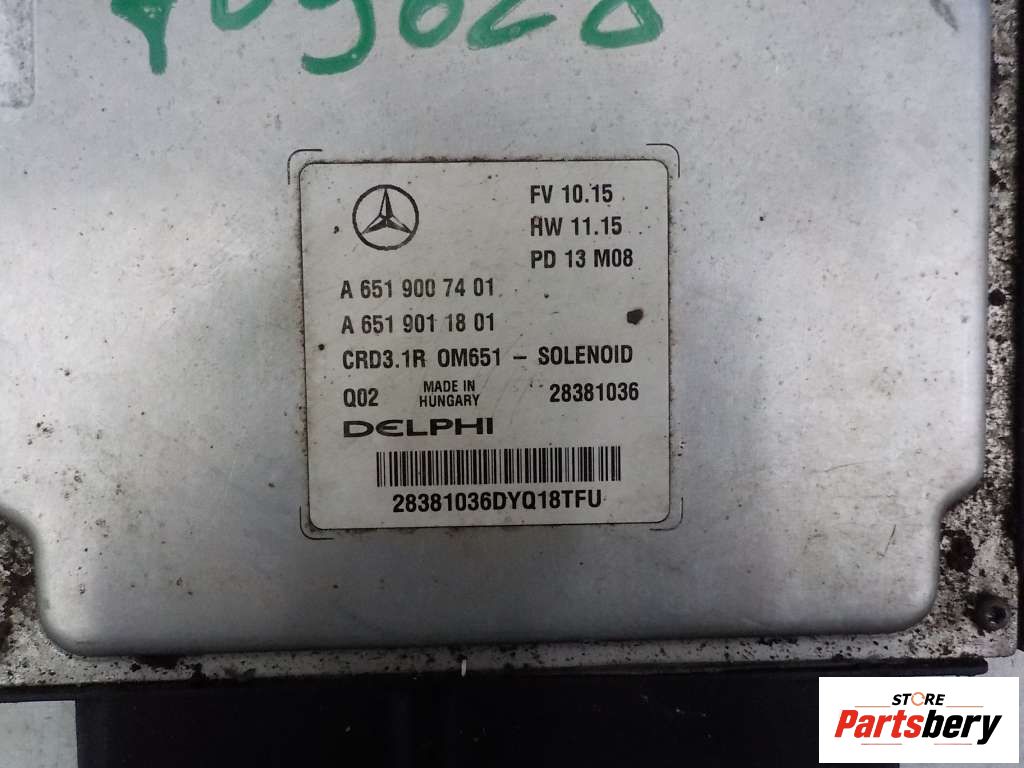 FV 10.15
HW 11.15
PD 13 M08
A 651 900 74 01
A 651 901 18 01
CRD3.1R OM651 – SOLENOID
Q02 MADE IN HUNGARY 28381036
DELPHI
28381036DYQ18TFU
STORE
Partsbery